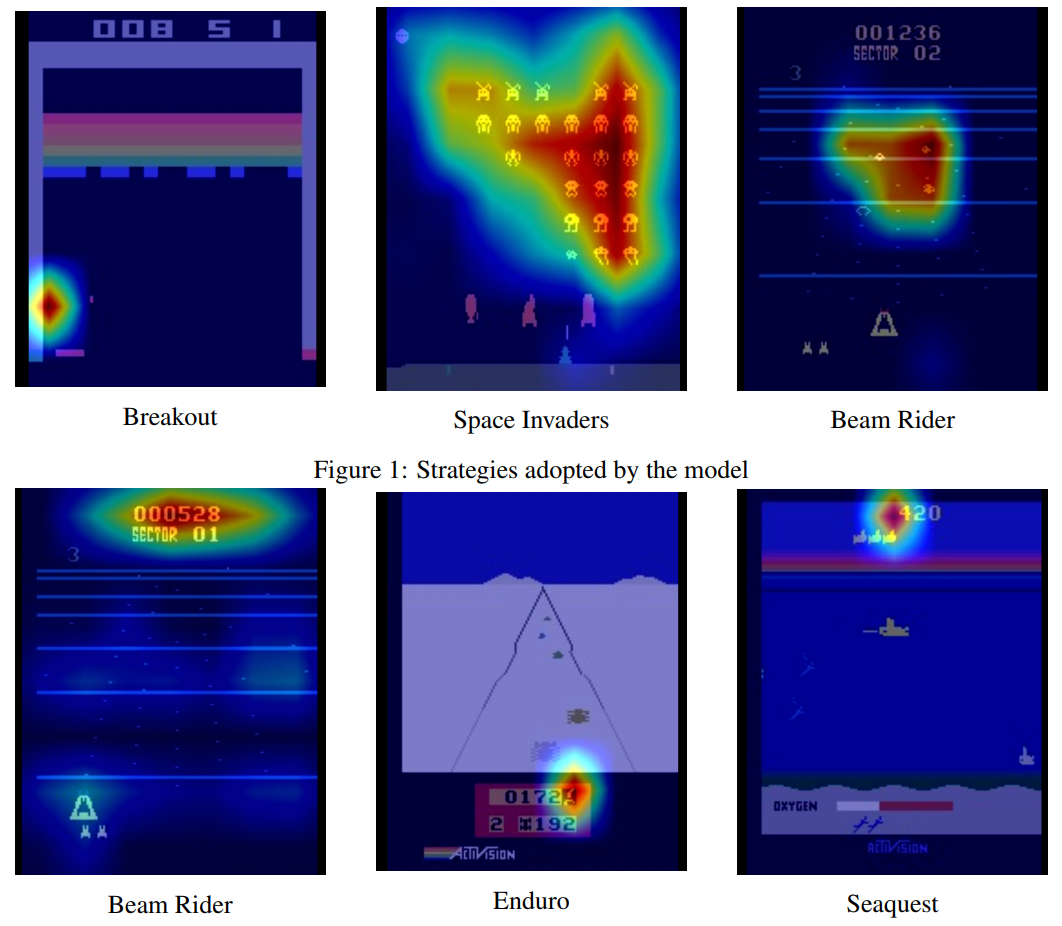 008 5 1
001236
SECTOR 02
3
Breakout
Space Invaders
Beam Rider
Figure 1: Strategies adopted by the model
000528
SECTOR 01
3
420
0172
2 192
OXYGEN
ACTIVISION
ACTIVISION
Beam Rider
Enduro
Seaquest